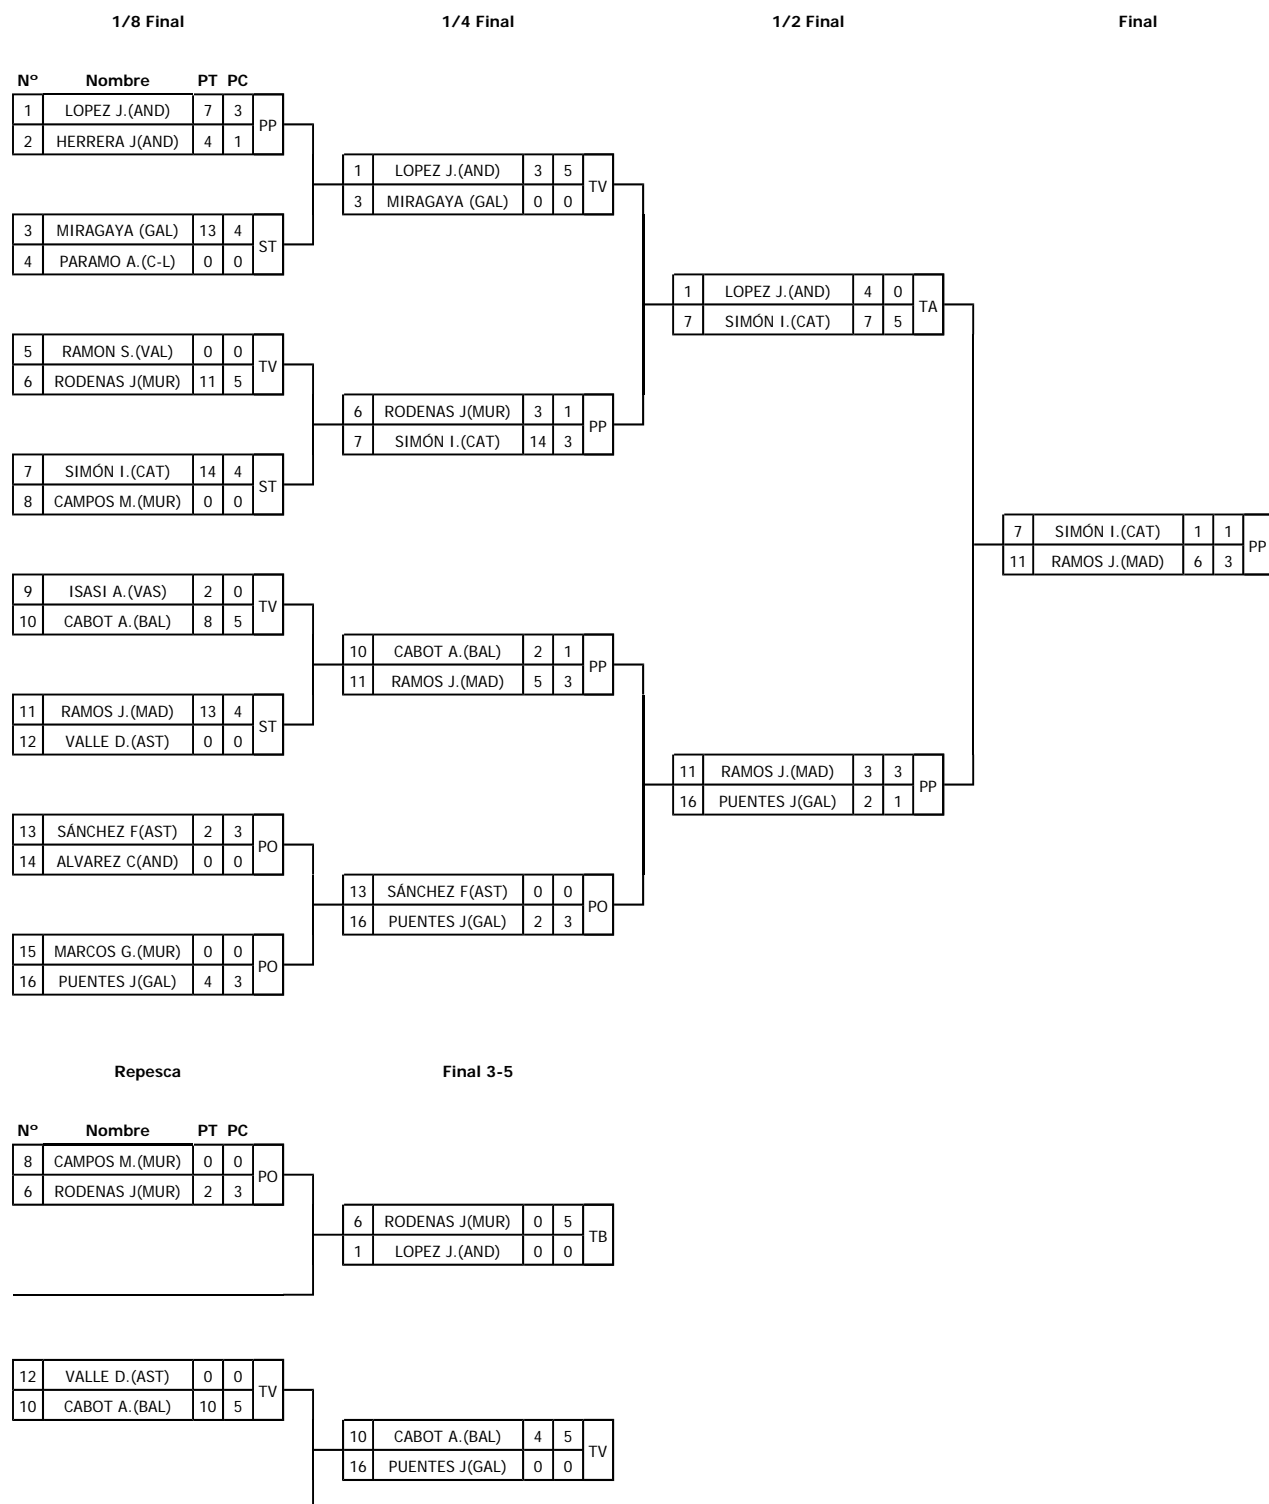 1/8 Final 1/4 Final 1/2 Final Final
Nº Nombre PT PC
1 LOPEZ J.(AND) 7 3 PP
2 HERRERA J(AND) 4 1
1 LOPEZ J.(AND) 3 5 TV
3 MIRAGAYA (GAL) 0 0
3 MIRAGAYA (GAL) 13 4 ST
4 PARAMO A.(C-L) 0 0
1 LOPEZ J.(AND) 4 0 TA
7 SIMÓN I.(CAT) 7 5
5 RAMON S.(VAL) 0 0 TV
6 RODENAS J(MUR) 11 5
6 RODENAS J(MUR) 3 1 PP
7 SIMÓN I.(CAT) 14 3
7 SIMÓN I.(CAT) 14 4 ST
8 CAMPOS M.(MUR) 0 0
7 SIMÓN I.(CAT) 1 1 PP
11 RAMOS J.(MAD) 6 3
9 ISASI A.(VAS) 2 0 TV
10 CABOT A.(BAL) 8 5
10 CABOT A.(BAL) 2 1 PP
11 RAMOS J.(MAD) 5 3
11 RAMOS J.(MAD) 13 4 ST
12 VALLE D.(AST) 0 0
11 RAMOS J.(MAD) 3 3 PP
16 PUENTES J(GAL) 2 1
13 SÁNCHEZ F(AST) 2 3 PO
14 ALVAREZ C(AND) 0 0
13 SÁNCHEZ F(AST) 0 0 PO
16 PUENTES J(GAL) 2 3
15 MARCOS G.(MUR) 0 0 PO
16 PUENTES J(GAL) 4 3
Repesca Final 3-5
Nº Nombre PT PC
8 CAMPOS M.(MUR) 0 0 PO
6 RODENAS J(MUR) 2 3
6 RODENAS J(MUR) 0 5 TB
1 LOPEZ J.(AND) 0 0
12 VALLE D.(AST) 0 0 TV
10 CABOT A.(BAL) 10 5
10 CABOT A.(BAL) 4 5 TV
16 PUENTES J(GAL) 0 0